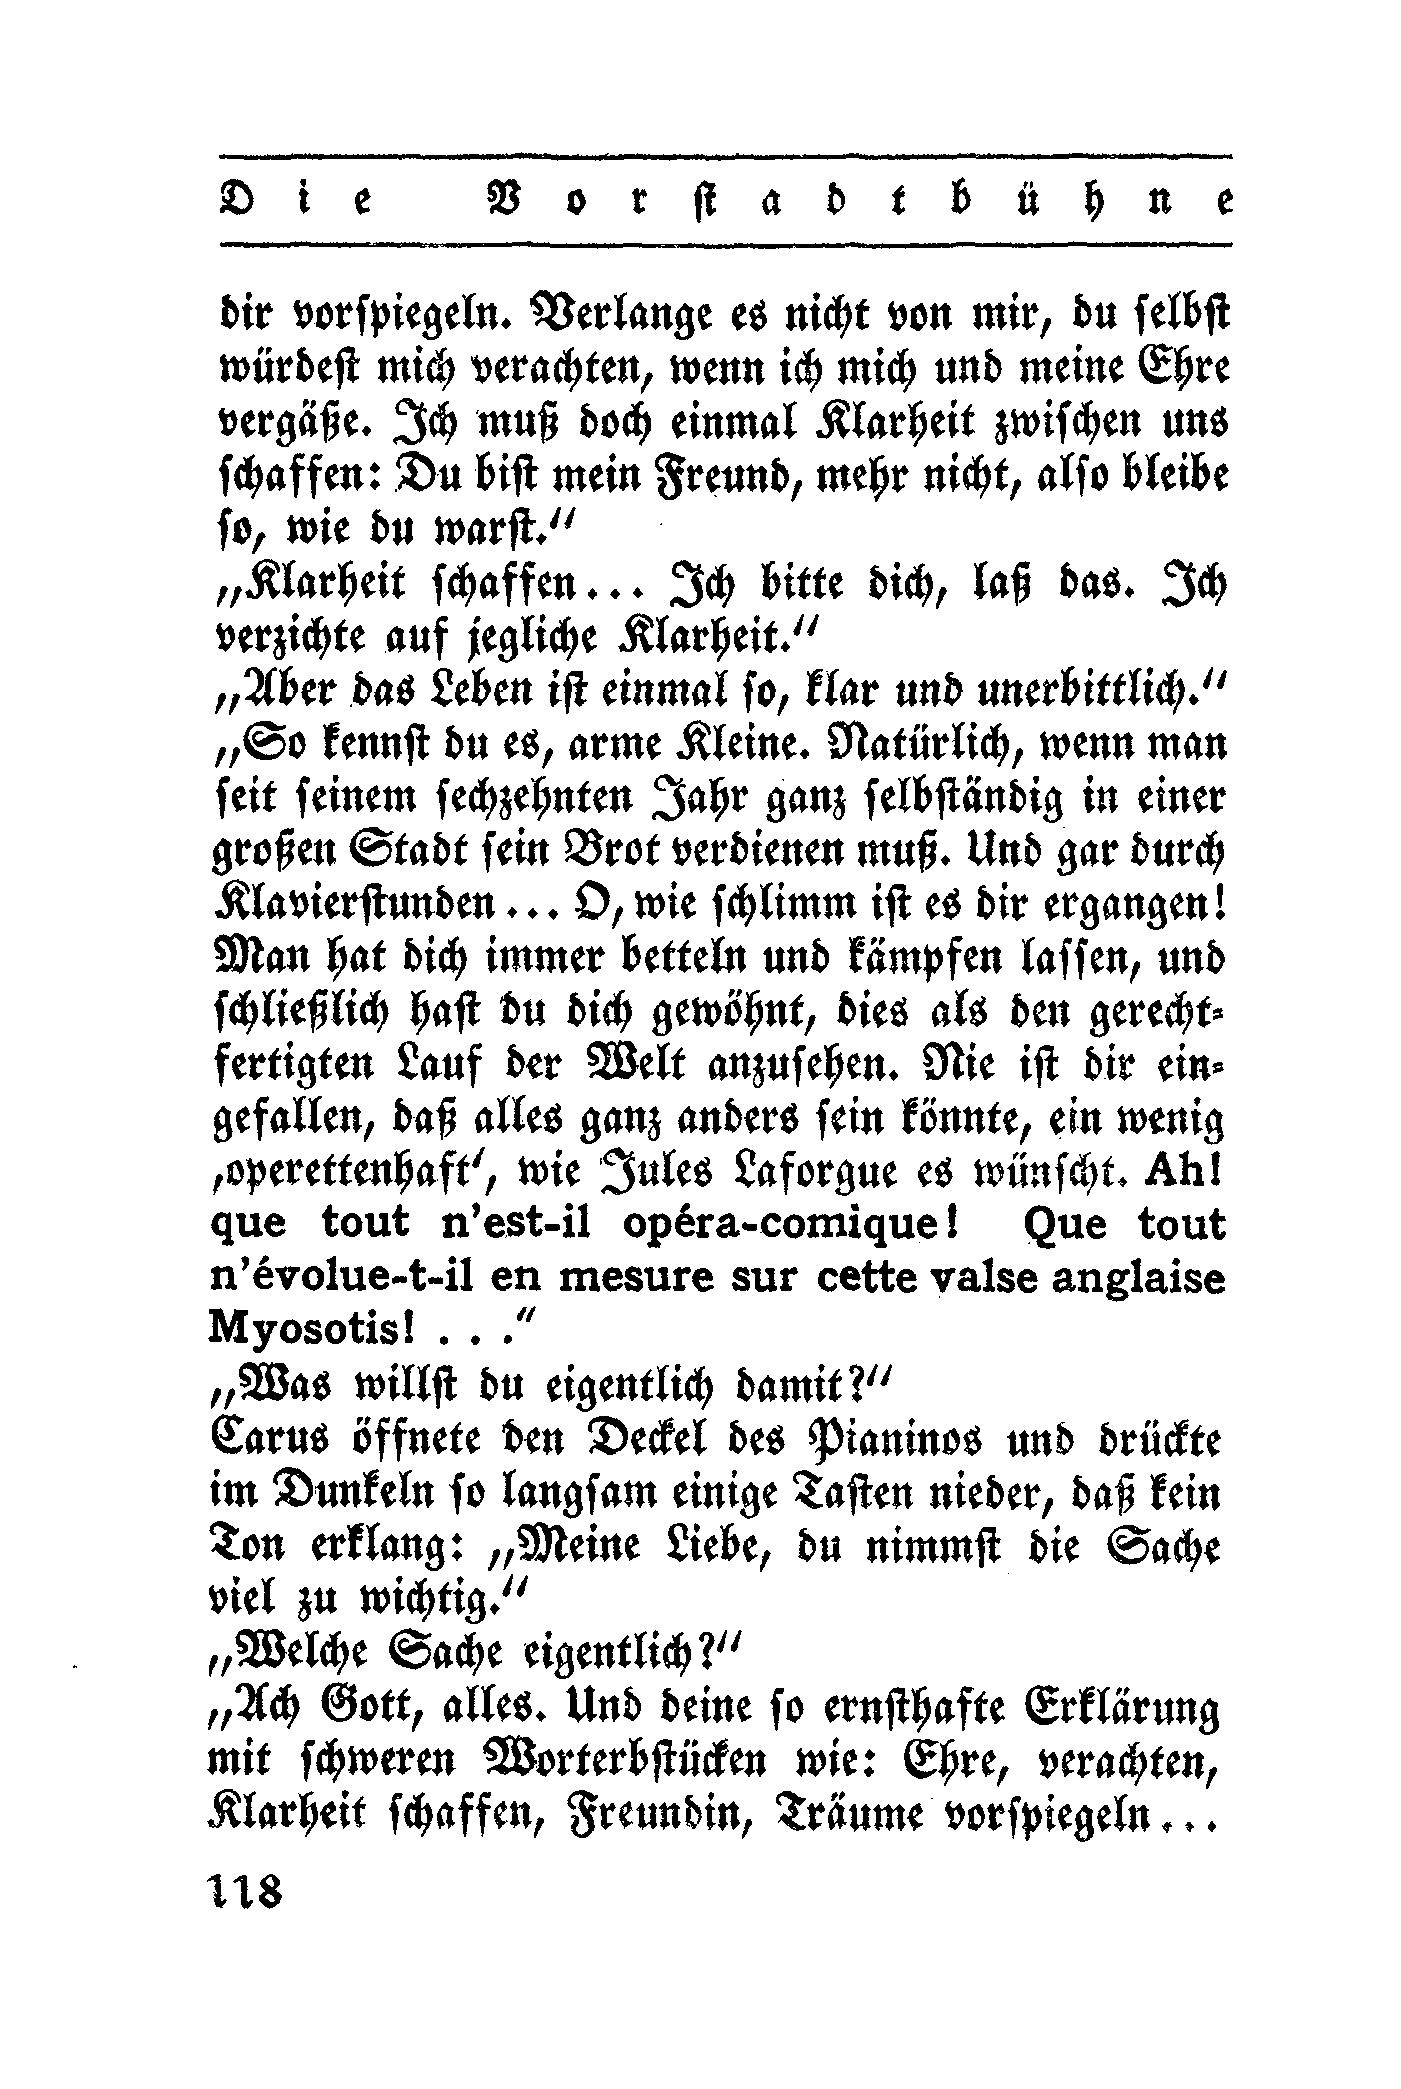 Die Vorstadtbühne
dir vorspiegeln. Verlange es nicht von mir, du selbst
würdest mich verachten, wenn ich mich und meine Ehre
vergäße. Ich muß doch einmal Klarheit zwischen uns
schaffen: Du bist mein Freund, mehr nicht, also bleibe
so, wie du warst.“
„Klarheit schaffen... Ich bitte dich, laß das. Ich
verzichte auf jegliche Klarheit.“
„Aber das Leben ist einmal so, klar und unerbittlich.“
„So kennst du es, arme Kleine. Natürlich, wenn man
seit seinem sechzehnten Jahr ganz selbständig in einer
großen Stadt sein Brot verdienen muß. Und gar durch
Klavierstunden... O, wie schlimm ist es dir ergangen!
Man hat dich immer betteln und kämpfen lassen, und
schließlich hast du dich gewöhnt, dies als den gerecht-
fertigten Lauf der Welt anzusehen. Nie ist dir ein-
gefallen, daß alles ganz anders sein könnte, ein wenig
‚operettenhaft‘, wie Jules Laforgue es wünscht. Ah!
que tout n'est-il opéra-comique! Que tout
n'évolue-t-il en mesure sur cette valse anglaise
Myosotis! . . .“
„Was willst du eigentlich damit?“
Carus öffnete den Deckel des Pianinos und drückte
im Dunkeln so langsam einige Tasten nieder, daß kein
Ton erklang: „Meine Liebe, du nimmst die Sache
viel zu wichtig.“
„Welche Sache eigentlich?“
„Ach Gott, alles. Und deine so ernsthafte Erklärung
mit schweren Worterbstücken wie: Ehre, verachten,
Klarheit schaffen, Freundin, Träume vorspiegeln...
118